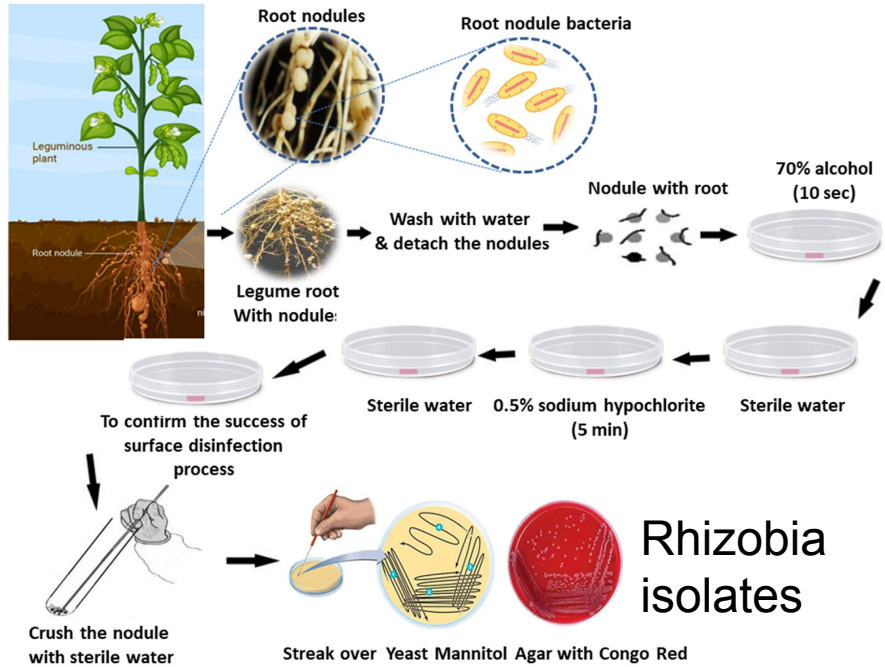 Root nodules
Root nodule bacteria
Leguminous
plant
Root nodule
ni
Legume root
With nodules
Wash with water
& detach the nodules
Nodule with root
70% alcohol
(10 sec)
Sterile water
0.5% sodium hypochlorite
(5 min)
Sterile water
To confirm the success of
surface disinfection
process
Crush the nodule
with sterile water
Streak over Yeast Mannitol Agar with Congo Red
Rhizobia
isolates